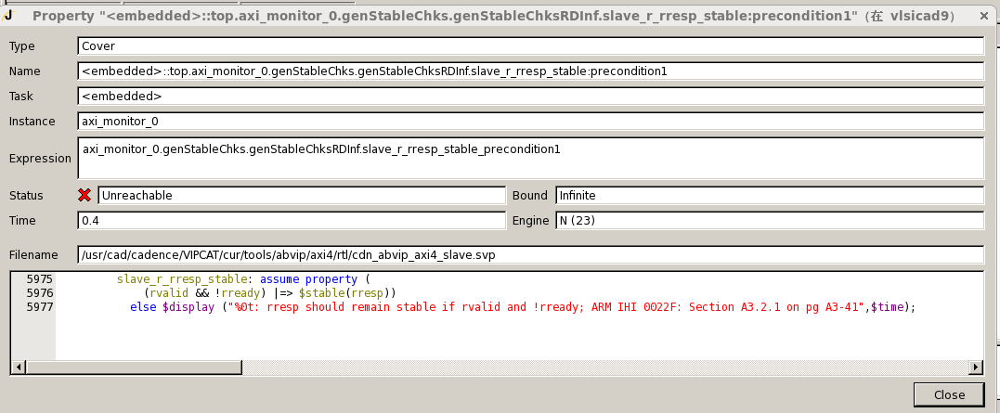 Property "<embedded>::top.axi_monitor_0.genStableChks.genStableChksRDInf.slave_r_rresp_stable:precondition1"（在 vlsicad9）
Type Cover
Name <embedded>::top.axi_monitor_0.genStableChks.genStableChksRDInf.slave_r_rresp_stable:precondition1
Task <embedded>
Instance axi_monitor_0
Expression axi_monitor_0.genStableChks.genStableChksRDInf.slave_r_rresp_stable_precondition1
Status Unreachable Bound Infinite
Time 0.4 Engine N (23)
Filename /usr/cad/cadence/VIPCAT/cur/tools/abvip/axi4/rtl/cdn_abvip_axi4_slave.svp
5975 slave_r_rresp_stable: assume property (
5976 (rvalid && !rready) |=> $stable(rresp))
5977 else $display ("%0t: rresp should remain stable if rvalid and !rready; ARM IHI 0022F: Section A3.2.1 on pg A3-41",$time);
Close